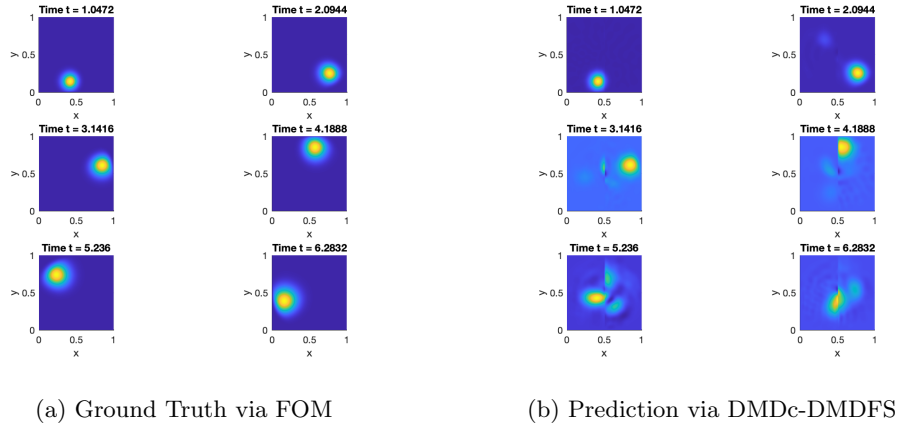 Time t = 1.0472
Time t = 2.0944
1
0.5
0
y
0
0.5
1
x
1
0.5
0
y
0
0.5
1
x
Time t = 3.1416
Time t = 4.1888
1
0.5
0
y
0
0.5
1
x
1
0.5
0
y
0
0.5
1
x
Time t = 5.236
Time t = 6.2832
1
0.5
0
y
0
0.5
1
x
1
0.5
0
y
0
0.5
1
x
(a) Ground Truth via FOM
Time t = 1.0472
Time t = 2.0944
1
0.5
0
y
0
0.5
1
x
1
0.5
0
y
0
0.5
1
x
Time t = 3.1416
Time t = 4.1888
1
0.5
0
y
0
0.5
1
x
1
0.5
0
y
0
0.5
1
x
Time t = 5.236
Time t = 6.2832
1
0.5
0
y
0
0.5
1
x
1
0.5
0
y
0
0.5
1
x
(b) Prediction via DMDc-DMDFS